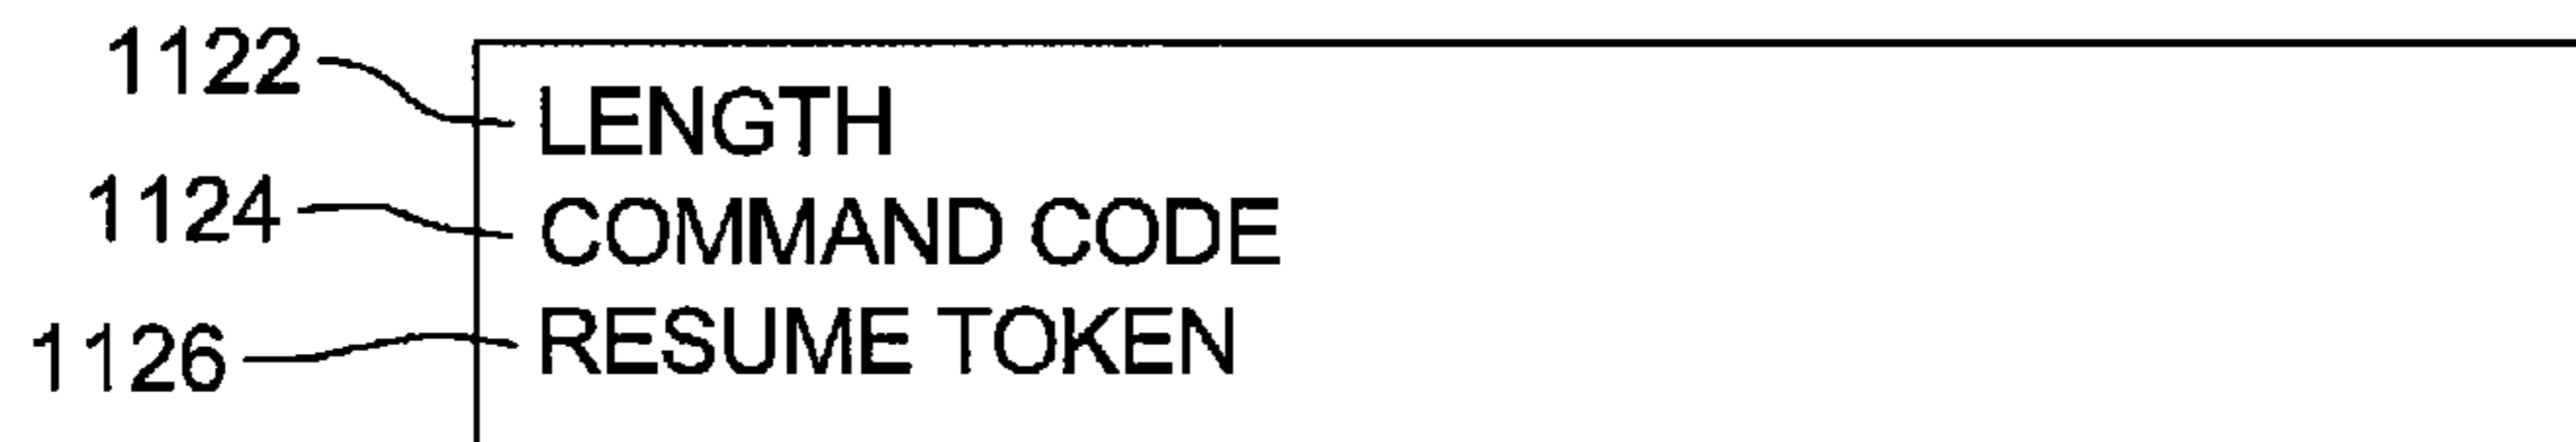 1122 LENGTH
1124 COMMAND CODE
1126 RESUME TOKEN